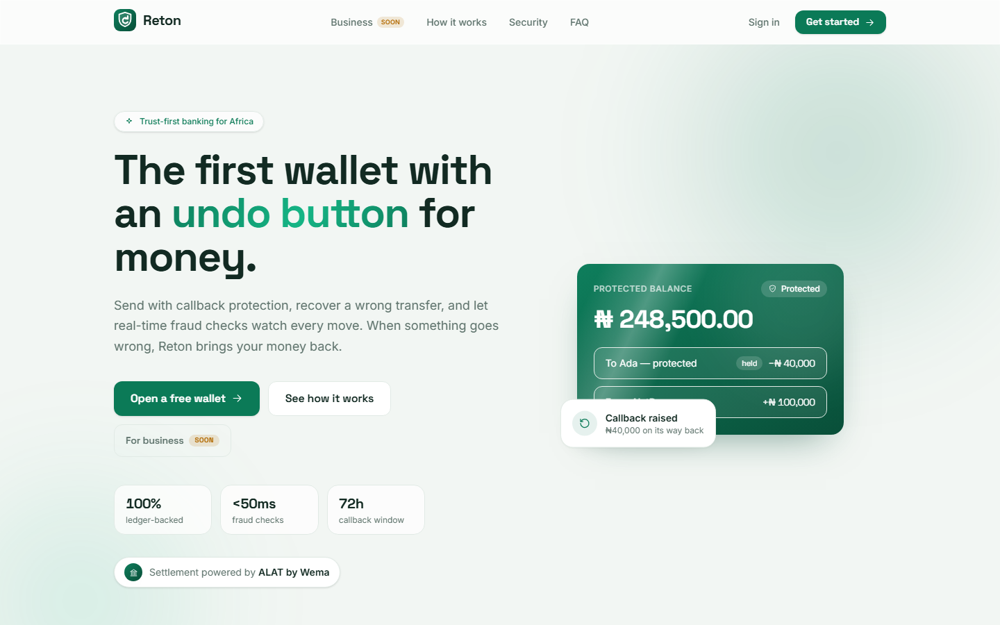 Reton
Business SOON
How it works
Security
FAQ
Sign in
Get started
Trust-first banking for Africa
The first wallet with
an undo button for
money.
Send with callback protection, recover a wrong transfer, and let
real-time fraud checks watch every move. When something goes
wrong, Reton brings your money back.
Open a free wallet
See how it works
For business SOON
100%
ledger-backed
<50ms
fraud checks
72h
callback window
Settlement powered by ALAT by Wema
PROTECTED BALANCE
Protected
₦ 248,500.00
To Ada — protected
held
−₦ 40,000
+₦ 100,000
Callback raised
₦40,000 on its way back